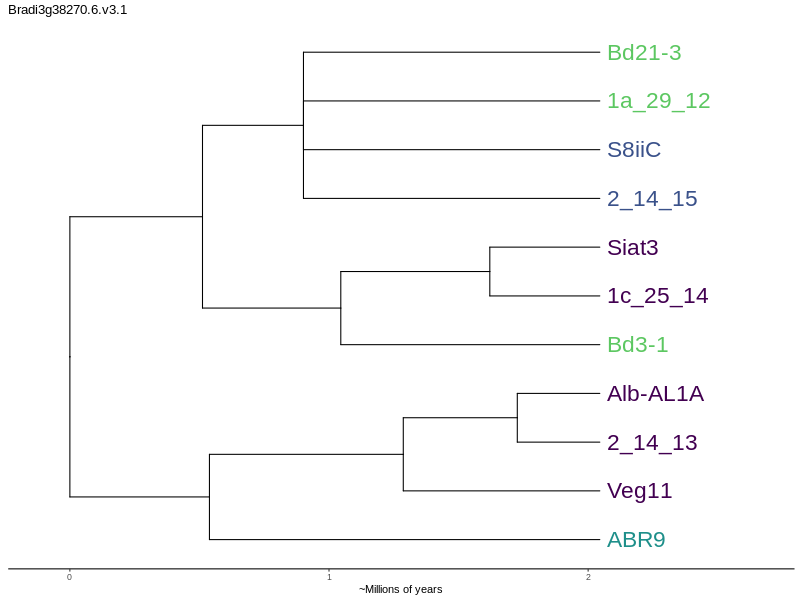 Bradi3g38270.6.v3.1
Bd21-3
1a_29_12
S8iiC
2_14_15
Siat3
1c_25_14
Bd3-1
Alb-AL1A
2_14_13
Veg11
ABR9
0 1 2
~Millions of years